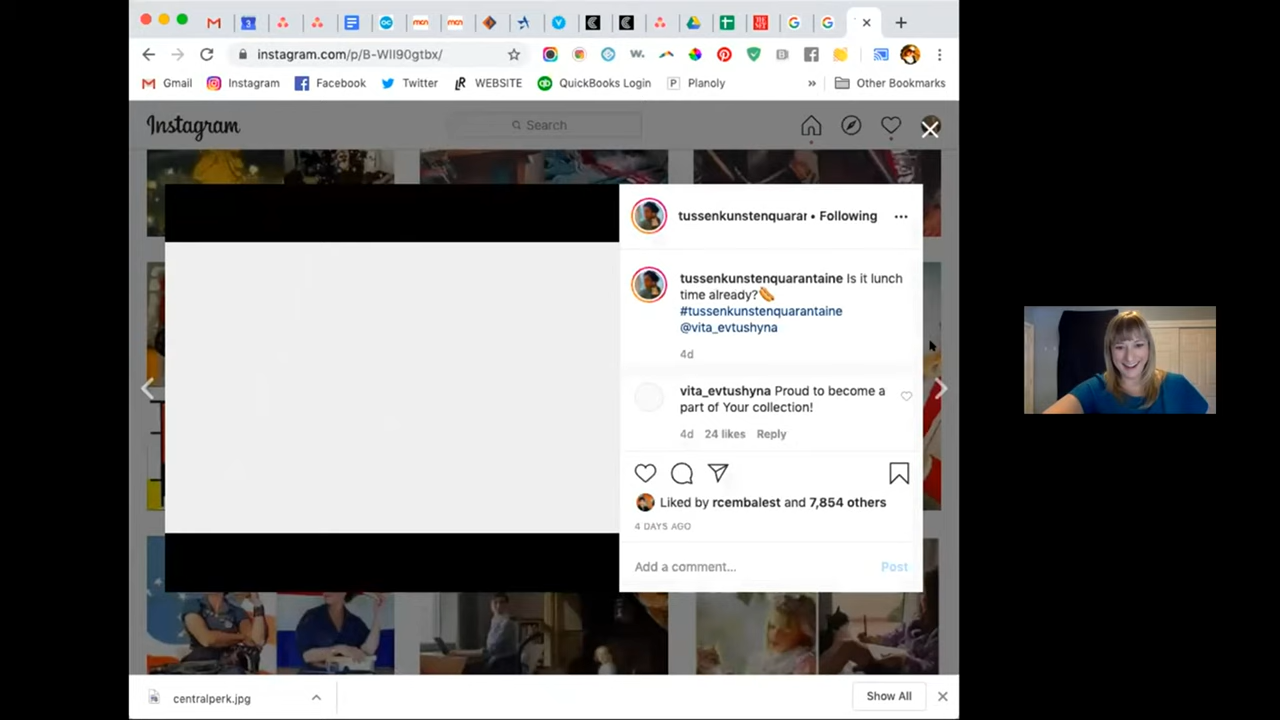 instagram.com/p/B-WIl90gtbx/
Gmail Instagram Facebook Twitter WEBSITE QuickBooks Login Planoly » Other Bookmarks
Instagram
Search
tussenkunstenquarar • Following
tussenkunstenquarantaine Is it lunch
time already?🌭
#tussenkunstenquarantaine
@vita_evtushyna
4d
vita_evtushyna Proud to become a
part of Your collection!
4d 24 likes Reply
Liked by rcembalest and 7,854 others
4 DAYS AGO
Add a comment... Post
centralperk.jpg
Show All